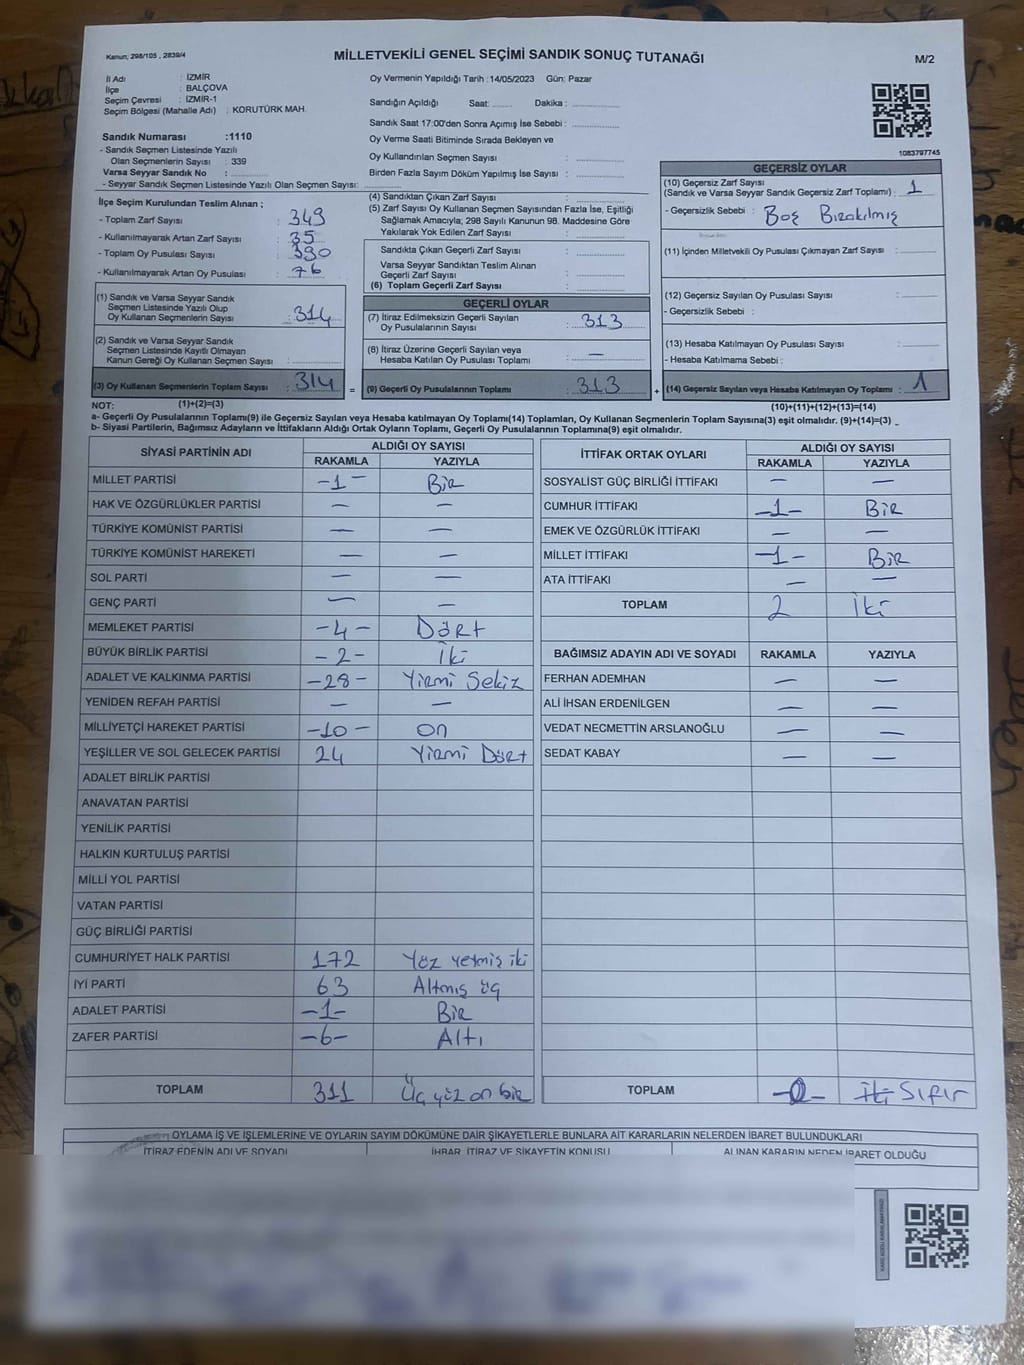 Kanun; 298/105 , 2839/4
MİLLETVEKİLİ GENEL SEÇİMİ SANDIK SONUÇ TUTANAĞI
M/2
İl Adı : İZMİR
İlçe : BALÇOVA
Seçim Çevresi : İZMİR-1
Seçim Bölgesi (Mahalle Adı) : KORUTÜRK MAH.
Sandık Numarası :1110
- Sandık Seçmen Listesinde Yazılı
Olan Seçmenlerin Sayısı : 339
Varsa Seyyar Sandık No :
- Seyyar Sandık Seçmen Listesinde Yazılı Olan Seçmen Sayısı:
Oy Vermenin Yapıldığı Tarih : 14/05/2023 Gün: Pazar
Sandığın Açıldığı Saat: Dakika :
Sandık Saat 17:00'den Sonra Açımış İse Sebebi :
Oy Verme Saati Bitiminde Sırada Bekleyen ve
Oy Kullandırılan Seçmen Sayısı :
Birden Fazla Sayım Döküm Yapılmış İse Sayısı :
1083797745
İlçe Seçim Kurulundan Teslim Alınan ;
- Toplam Zarf Sayısı : 349
- Kullanılmayarak Artan Zarf Sayısı : 35
- Toplam Oy Pusulası Sayısı : 390
- Kullanılmayarak Artan Oy Pusulası : 76
(1) Sandık ve Varsa Seyyar Sandık
Seçmen Listesinde Yazılı Olup
Oy Kullanan Seçmenlerin Sayısı : 314
(2) Sandık ve Varsa Seyyar Sandık
Seçmen Listesinde Kayıtlı Olmayan
Kanun Gereği Oy Kullanan Seçmen Sayısı :
(3) Oy Kullanan Seçmenlerin Toplam Sayısı : 314 =
(4) Sandıktan Çıkan Zarf Sayısı :
(5) Zarf Sayısı Oy Kullanan Seçmen Sayısından Fazla İse, Eşitliği
Sağlamak Amacıyla, 298 Sayılı Kanunun 98. Maddesine Göre
Yakılarak Yok Edilen Zarf Sayısı :
Sandıkta Çıkan Geçerli Zarf Sayısı :
Varsa Seyyar Sandıktan Teslim Alınan
Geçerli Zarf Sayısı :
(6) Toplam Geçerli Zarf Sayısı :
GEÇERLİ OYLAR
(7) İtiraz Edilmeksizin Geçerli Sayılan
Oy Pusulalarının Sayısı : 313
(8) İtiraz Üzerine Geçerli Sayılan veya
Hesaba Katılan Oy Pusulası Toplamı : —
(9) Geçerli Oy Pusulalarının Toplamı : 313 +
GEÇERSİZ OYLAR
(10) Geçersiz Zarf Sayısı
(Sandık ve Varsa Seyyar Sandık Geçersiz Zarf Toplamı) : 1
- Geçersizlik Sebebi : Boş Bırakılmış
(11) İçinden Milletvekili Oy Pusulası Çıkmayan Zarf Sayısı :
(12) Geçersiz Sayılan Oy Pusulası Sayısı :
- Geçersizlik Sebebi :
(13) Hesaba Katılmayan Oy Pusulası Sayısı :
- Hesaba Katılmama Sebebi :
(14) Geçersiz Sayılan veya Hesaba Katılmayan Oy Toplamı : 1
NOT: (1)+(2)=(3)
(10)+(11)+(12)+(13)=(14)
a- Geçerli Oy Pusulalarının Toplamı(9) ile Geçersiz Sayılan veya Hesaba katılmayan Oy Toplamı(14) Toplamları, Oy Kullanan Seçmenlerin Toplam Sayısına(3) eşit olmalıdır. (9)+(14)=(3)
b- Siyasi Partilerin, Bağımsız Adayların ve İttifakların Aldığı Ortak Oyların Toplamı, Geçerli Oy Pusulalarının Toplamına(9) eşit olmalıdır.
SİYASİ PARTİNİN ADI ALDIĞI OY SAYISI
RAKAMLA YAZIYLA
MİLLET PARTİSİ -1- Bir
HAK VE ÖZGÜRLÜKLER PARTİSİ — —
TÜRKİYE KOMÜNİST PARTİSİ — —
TÜRKİYE KOMÜNİST HAREKETİ — —
SOL PARTİ — —
GENÇ PARTİ — —
MEMLEKET PARTİSİ -4- Dört
BÜYÜK BİRLİK PARTİSİ -2- İki
ADALET VE KALKINMA PARTİSİ -28- Yirmi Sekiz
YENİDEN REFAH PARTİSİ — —
MİLLİYETÇİ HAREKET PARTİSİ -10- On
YEŞİLLER VE SOL GELECEK PARTİSİ 24 Yirmi Dört
ADALET BİRLİK PARTİSİ
ANAVATAN PARTİSİ
YENİLİK PARTİSİ
HALKIN KURTULUŞ PARTİSİ
MİLLİ YOL PARTİSİ
VATAN PARTİSİ
GÜÇ BİRLİĞİ PARTİSİ
CUMHURİYET HALK PARTİSİ 172 Yüz yetmiş iki
İYİ PARTİ 63 Altmış üç
ADALET PARTİSİ -1- Bir
ZAFER PARTİSİ -6- Altı
TOPLAM 311 Üç yüz on bir
İTTİFAK ORTAK OYLARI ALDIĞI OY SAYISI
RAKAMLA YAZIYLA
SOSYALİST GÜÇ BİRLİĞİ İTTİFAKI — —
CUMHUR İTTİFAKI -1- Bir
EMEK VE ÖZGÜRLÜK İTTİFAKI — —
MİLLET İTTİFAKI -1- Bir
ATA İTTİFAKI — —
TOPLAM 2 İki
BAĞIMSIZ ADAYIN ADI VE SOYADI RAKAMLA YAZIYLA
FERHAN ADEMHAN — —
ALİ İHSAN ERDENİLGEN — —
VEDAT NECMETTİN ARSLANOĞLU — —
SEDAT KABAY — —
TOPLAM -0- İki Sıfır
OYLAMA İŞ VE İŞLEMLERİNE VE OYLARIN SAYIM DÖKÜMÜNE DAİR ŞİKAYETLERLE BUNLARA AİT KARARLARIN NELERDEN İBARET BULUNDUKLARI
İTİRAZ EDENİN ADI VE SOYADI İHBAR, İTİRAZ VE ŞİKAYETİN KONUSU ALINAN KARARIN NEDEN İBARET OLDUĞU